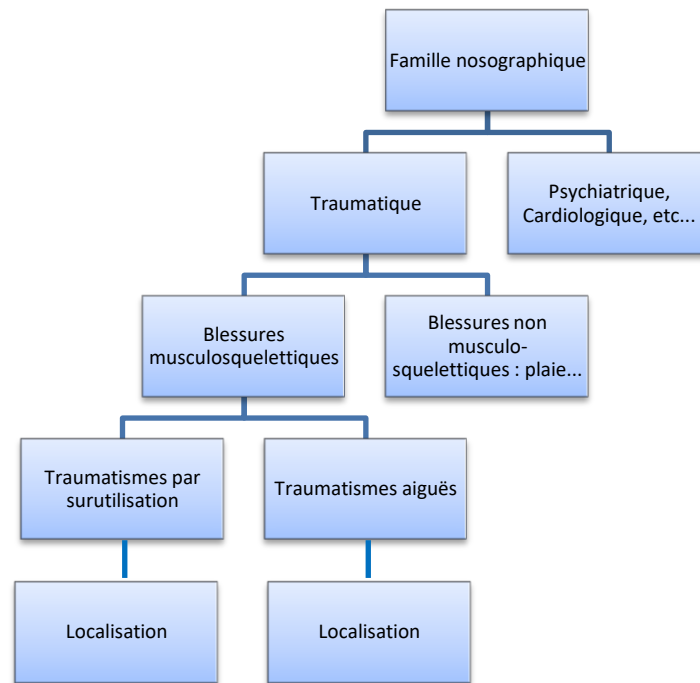 Famille nosographique
Traumatique
Psychiatrique,
Cardiologique, etc...
Blessures
musculosquelettiques
Blessures non
musculo-
squelettiques : plaie...
Traumatismes par
surutilisation
Traumatismes aiguës
Localisation
Localisation